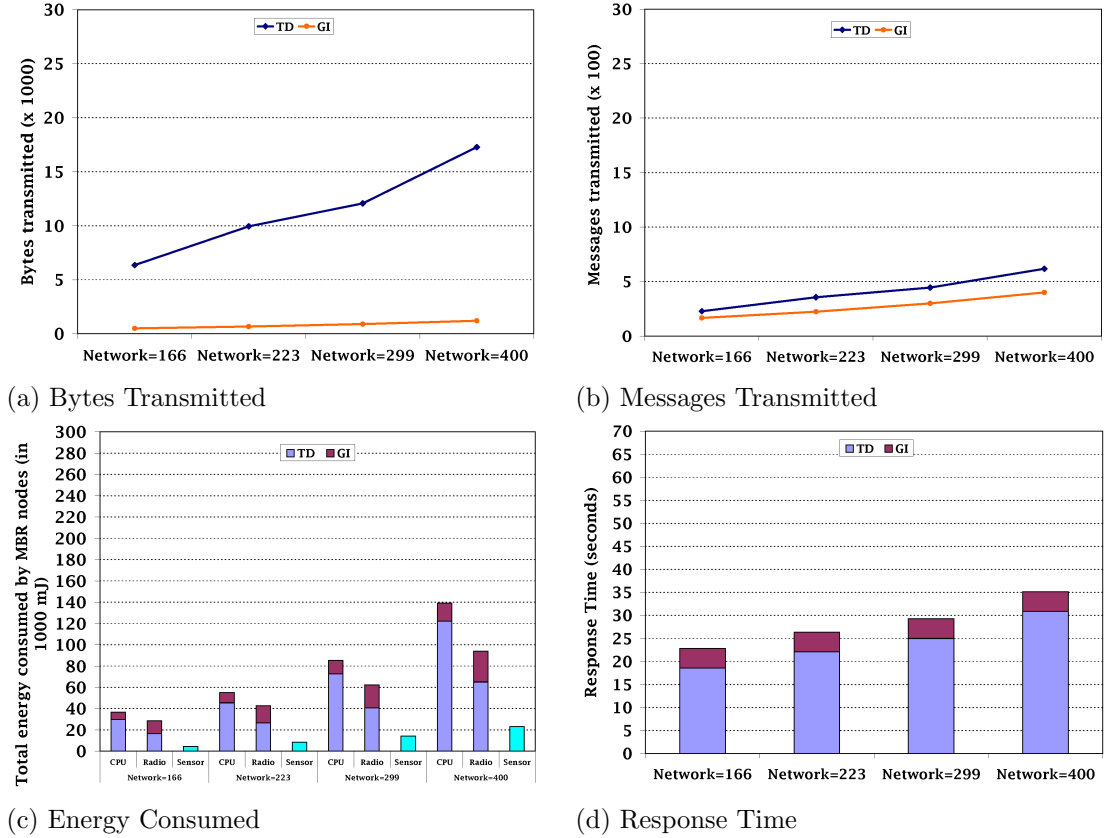 30
25
20
15
10
5
0
Bytes transmitted (x 1000)
TD GI
Network=166 Network=223 Network=299 Network=400
(a) Bytes Transmitted
30
25
20
15
10
5
0
Messages transmitted (x 100)
TD GI
Network=166 Network=223 Network=299 Network=400
(b) Messages Transmitted
Total energy consumed by MBR nodes (in
1000 mJ)
300
280
260
240
220
200
180
160
140
120
100
80
60
40
20
0
TD GI
CPU Radio Sensor CPU Radio Sensor CPU Radio Sensor CPU Radio Sensor
Network=166 Network=223 Network=299 Network=400
(c) Energy Consumed
Response Time (seconds)
70
65
60
55
50
45
40
35
30
25
20
15
10
5
0
TD GI
Network=166 Network=223 Network=299 Network=400
(d) Response Time